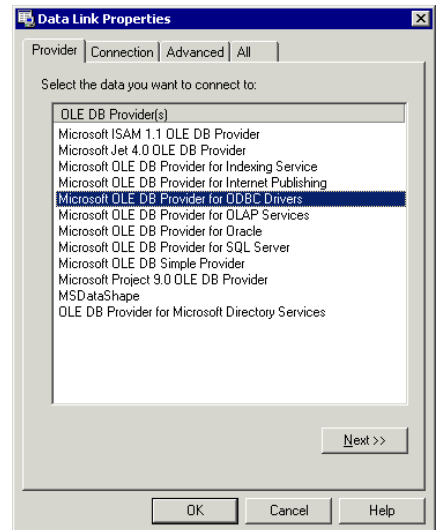 Data Link Properties
Provider Connection Advanced All
Select the data you want to connect to:
OLE DB Provider(s)
Microsoft ISAM 1.1 OLE DB Provider
Microsoft Jet 4.0 OLE DB Provider
Microsoft OLE DB Provider for Indexing Service
Microsoft OLE DB Provider for Internet Publishing
Microsoft OLE DB Provider for ODBC Drivers
Microsoft OLE DB Provider for OLAP Services
Microsoft OLE DB Provider for Oracle
Microsoft OLE DB Provider for SQL Server
Microsoft OLE DB Simple Provider
Microsoft Project 9.0 OLE DB Provider
MSDataShape
OLE DB Provider for Microsoft Directory Services
Next >>
OK Cancel Help